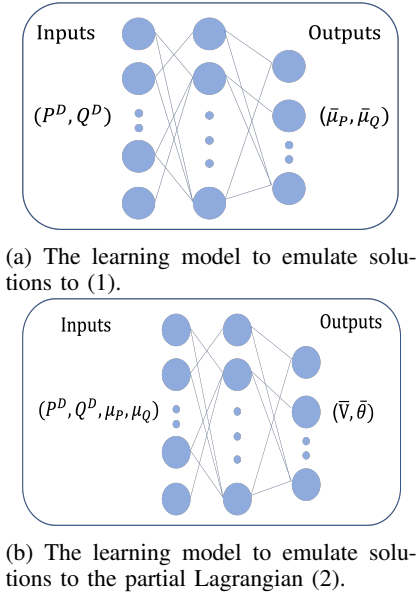 Inputs Outputs
(P^D, Q^D) (μ̄_P, μ̄_Q)
(a) The learning model to emulate solu-
tions to (1).
Inputs Outputs
(P^D, Q^D, μ_P, μ_Q) (V̄, θ̄)
(b) The learning model to emulate solu-
tions to the partial Lagrangian (2).